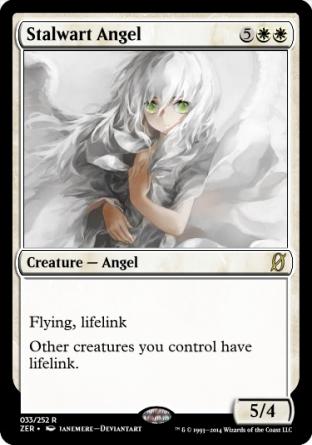 Stalwart Angel 5
Creature — Angel
Flying, lifelink
Other creatures you control have
lifelink.
5/4
033/252 R
ZER • IANEMERE—DEVIANTART
™ & © 1993–2014 Wizards of the Coast LLC